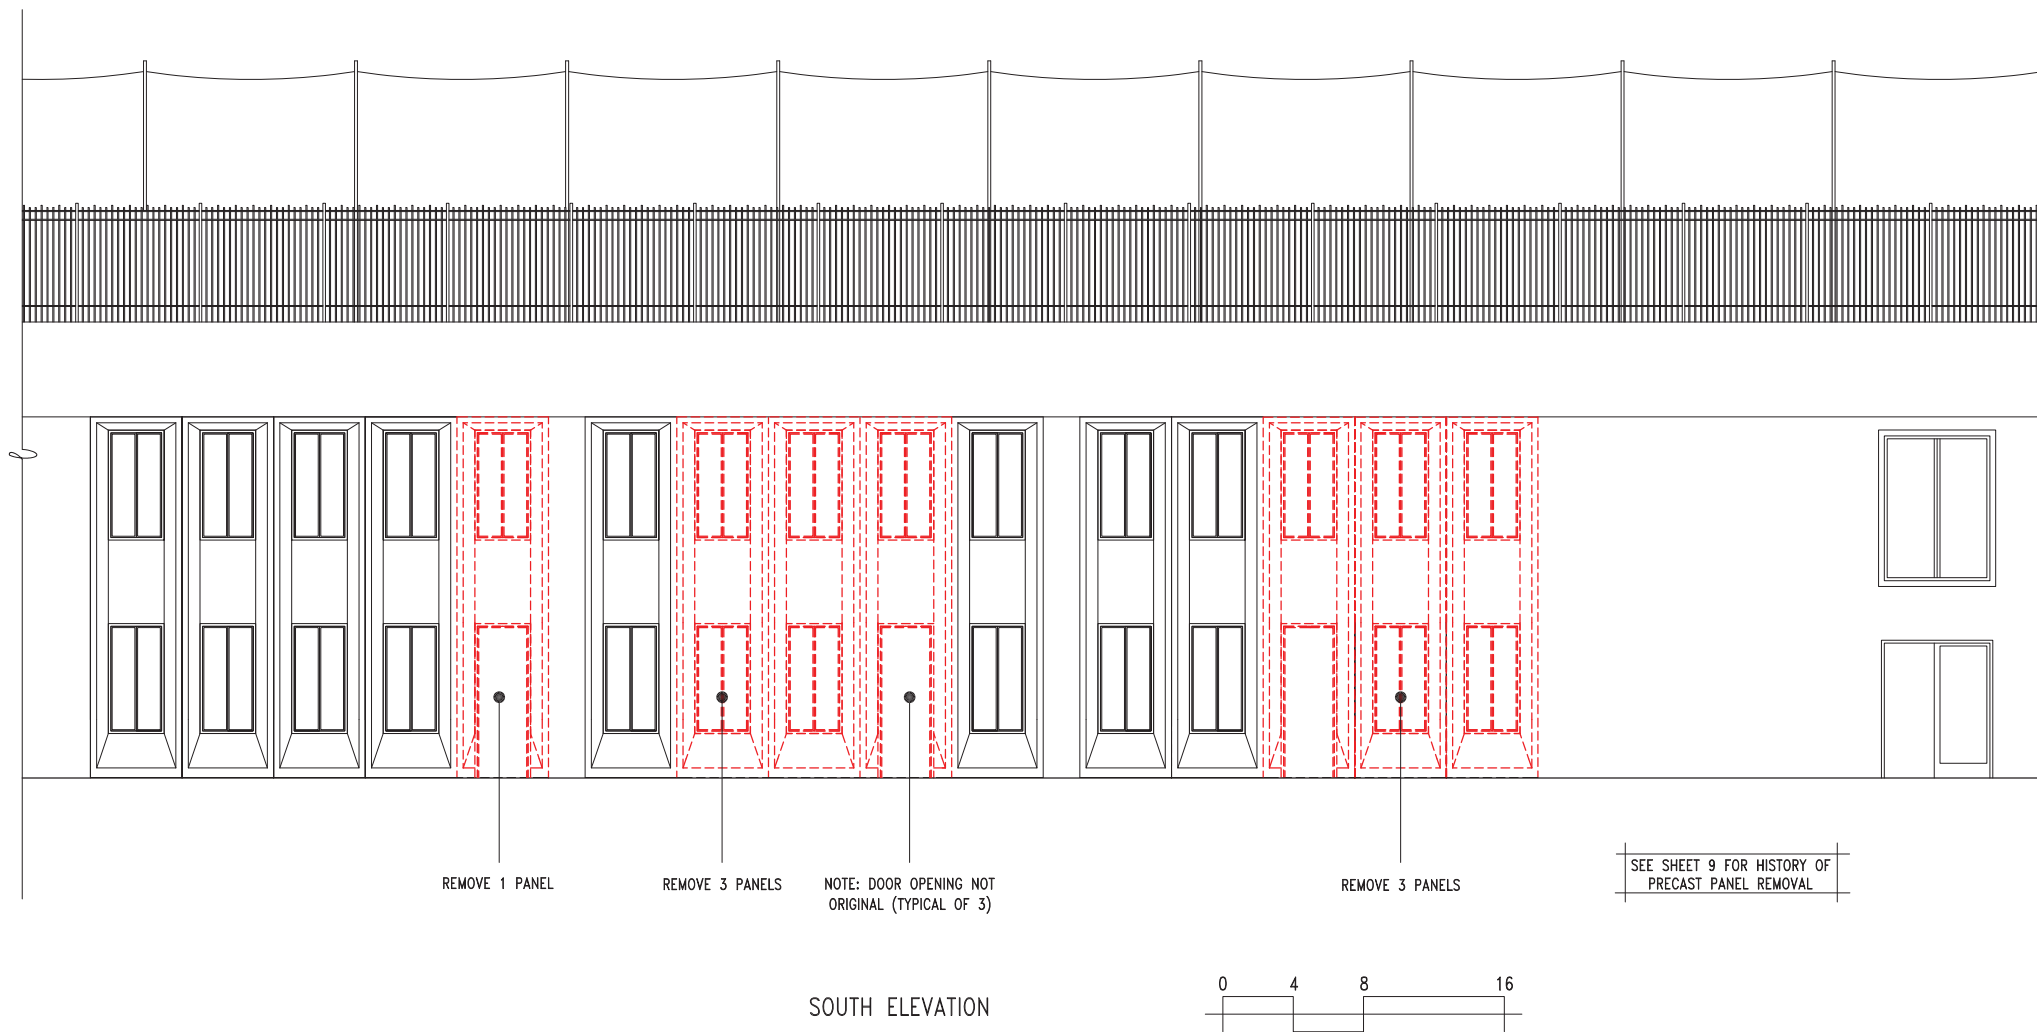 REMOVE 1 PANEL
REMOVE 3 PANELS
NOTE: DOOR OPENING NOT
ORIGINAL (TYPICAL OF 3)
REMOVE 3 PANELS
SEE SHEET 9 FOR HISTORY OF
PRECAST PANEL REMOVAL
SOUTH ELEVATION
0 4 8 16